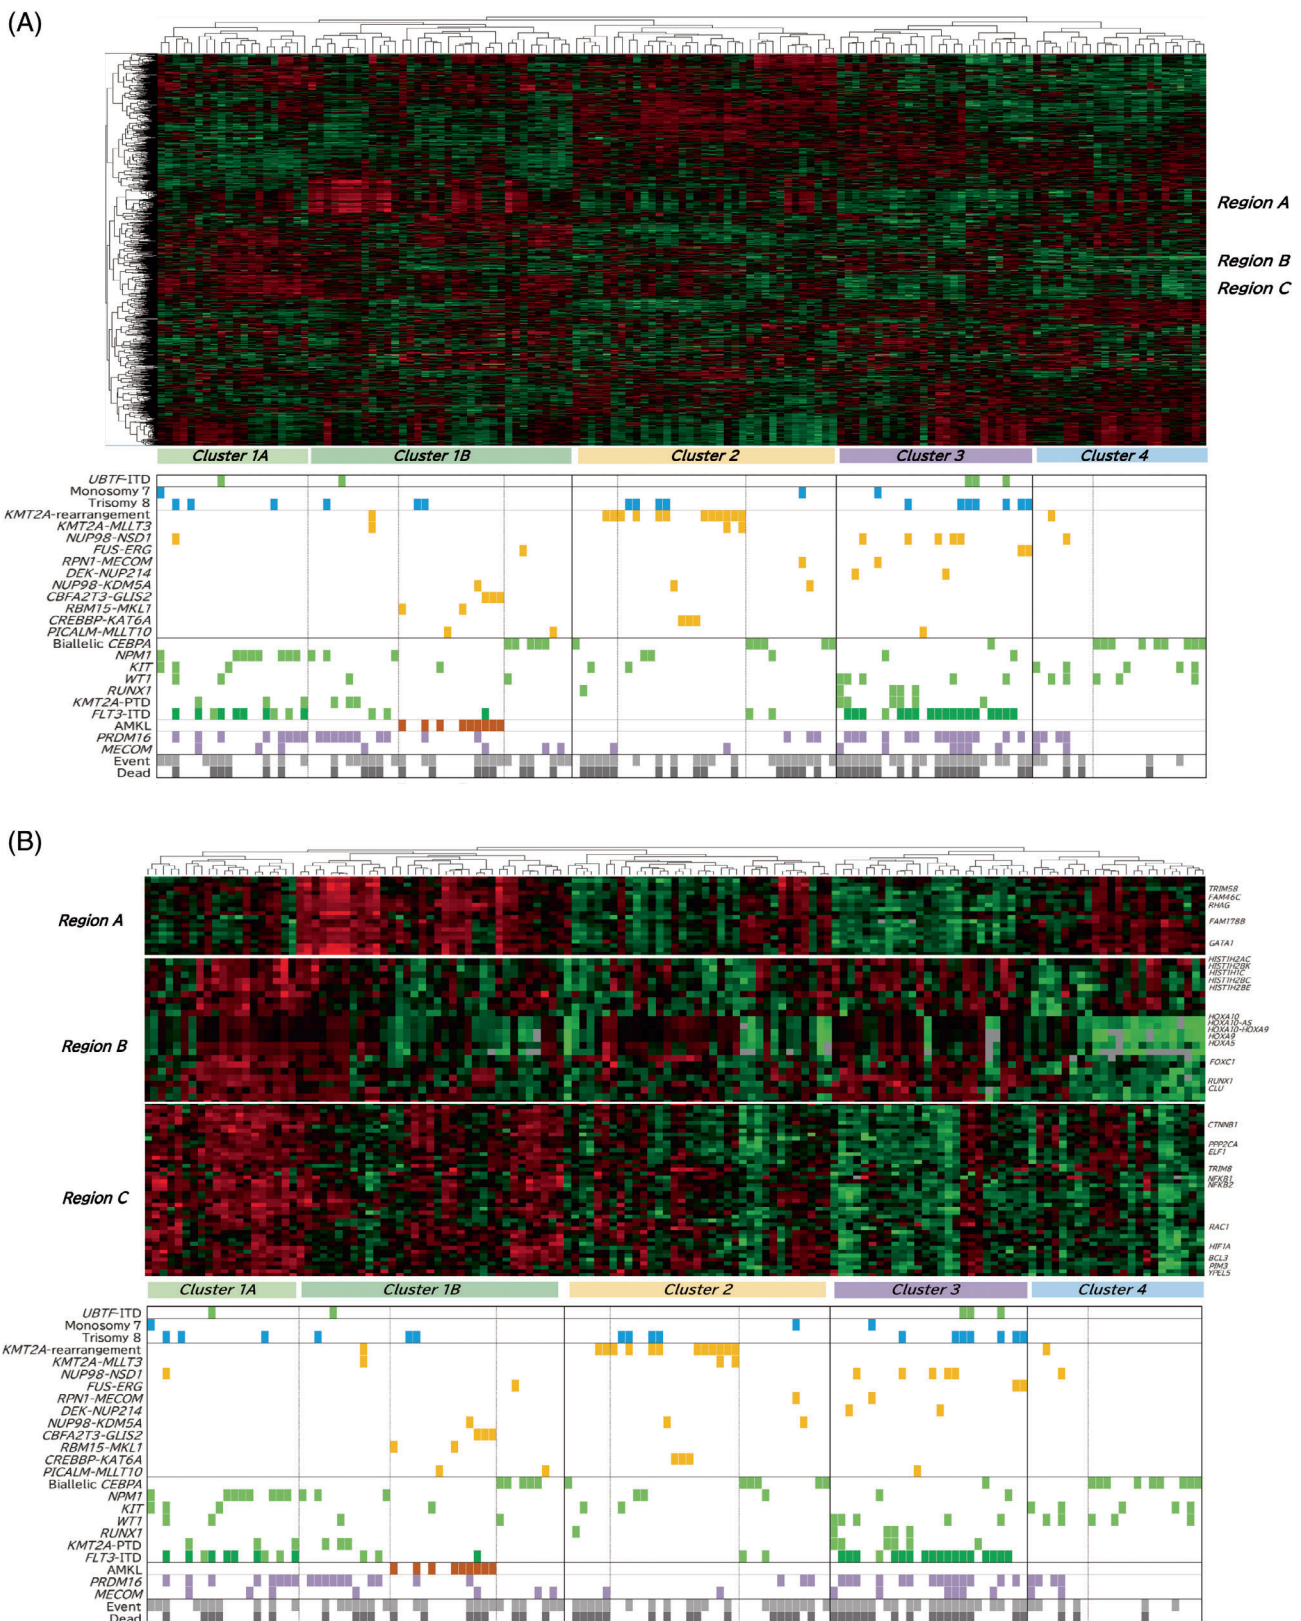 (A)
Region A
Region B
Region C
Cluster 1A Cluster 1B Cluster 2 Cluster 3 Cluster 4
UBTF-ITD
Monosomy 7
Trisomy 8
KMT2A-rearrangement
KMT2A-MLLT3
NUP98-NSD1
FUS-ERG
RPN1-MECOM
DEK-NUP214
NUP98-KDM5A
CBFA2T3-GLIS2
RBM15-MKL1
CREBBP-KAT6A
PICALM-MLLT10
Biallelic CEBPA
NPM1
KIT
WT1
RUNX1
KMT2A-PTD
FLT3-ITD
AMKL
PRDM16
MECOM
Event
Dead
(B)
Region A
TRIM58
FAM46C
RHAG
FAM178B
GATA1
Region B
HIST1H2AC
HIST1H2BK
HIST1H1C
HIST1H2BC
HIST1H2BE
HOXA10
HOXA10-AS
HOXA10-HOXA9
HOXA9
HOXA5
FOXC1
RUNX1
CLU
Region C
CTNNB1
PPP2CA
ELF1
TRIM8
NFKB1
NFKB2
RAC1
HIF1A
BCL3
PIM3
YPEL5
Cluster 1A Cluster 1B Cluster 2 Cluster 3 Cluster 4
UBTF-ITD
Monosomy 7
Trisomy 8
KMT2A-rearrangement
KMT2A-MLLT3
NUP98-NSD1
FUS-ERG
RPN1-MECOM
DEK-NUP214
NUP98-KDM5A
CBFA2T3-GLIS2
RBM15-MKL1
CREBBP-KAT6A
PICALM-MLLT10
Biallelic CEBPA
NPM1
KIT
WT1
RUNX1
KMT2A-PTD
FLT3-ITD
AMKL
PRDM16
MECOM
Event
Dead